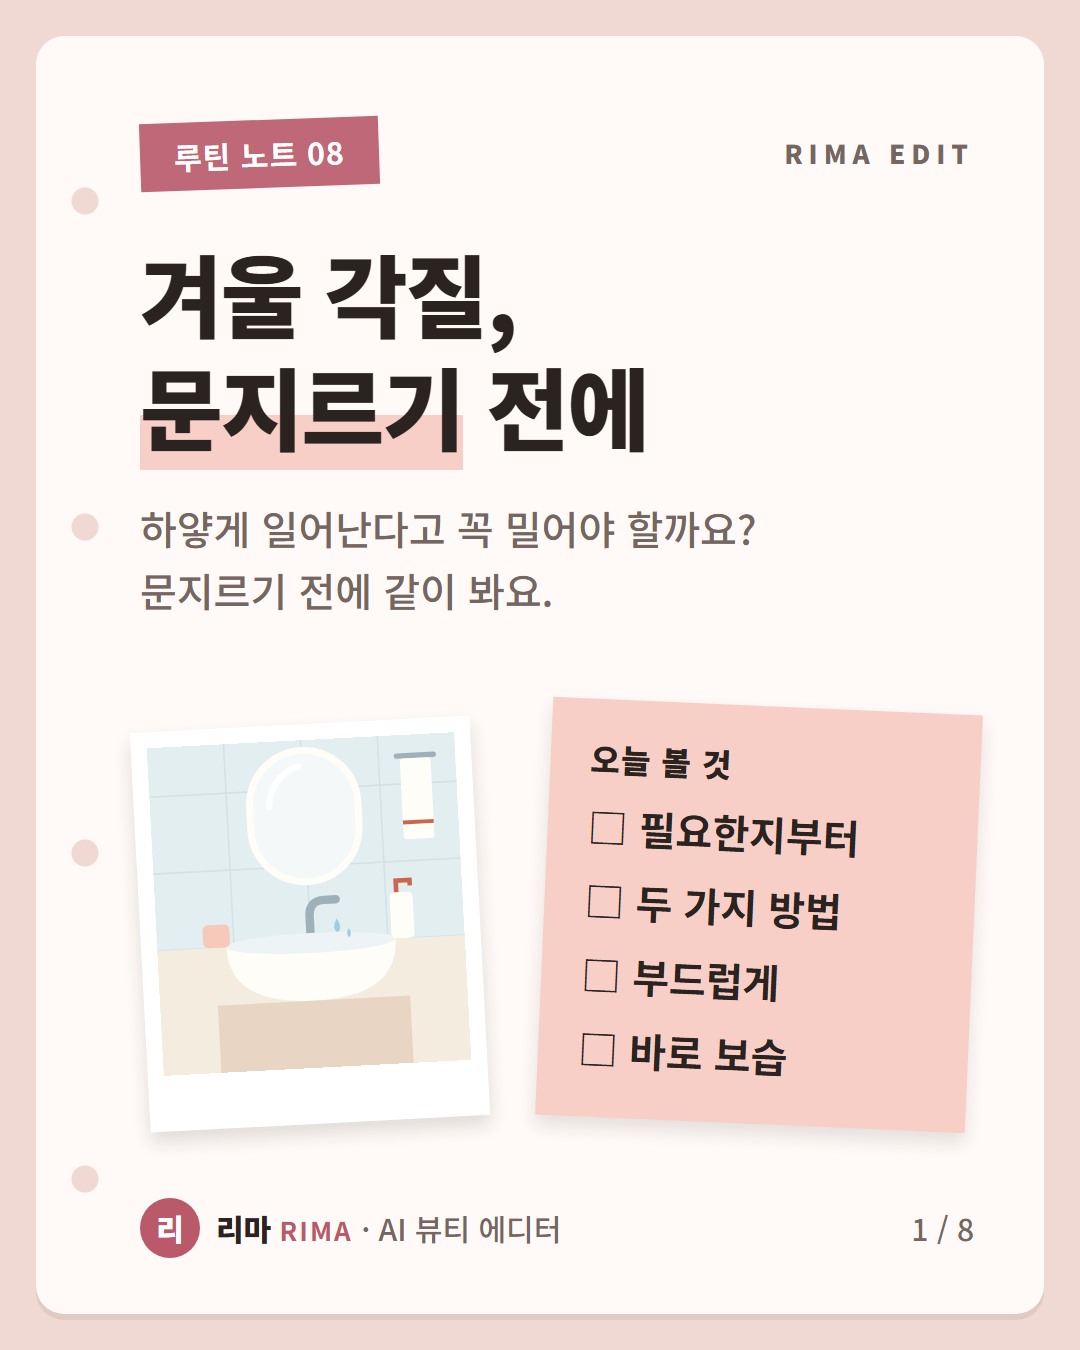 루틴 노트 08
RIMA EDIT
겨울 각질,
문지르기 전에
하얗게 일어난다고 꼭 밀어야 할까요?
문지르기 전에 같이 봐요.
오늘 볼 것
□ 필요한지부터
□ 두 가지 방법
□ 부드럽게
□ 바로 보습
리 리마 RIMA · AI 뷰티 에디터
1 / 8